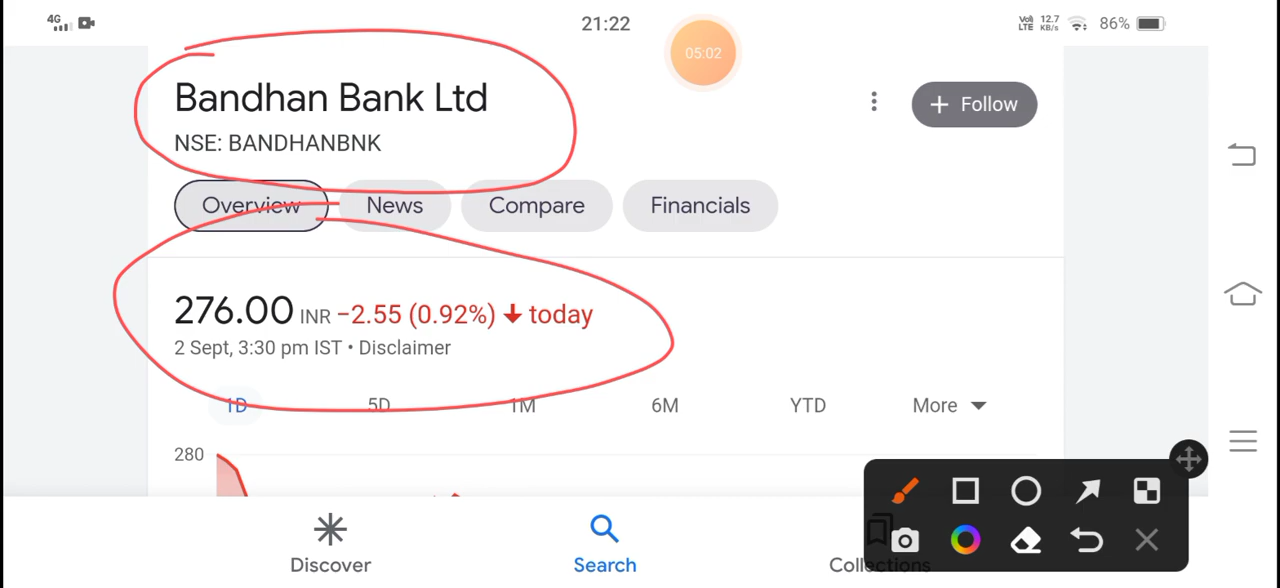 4G 21:22 05:02 Voli LTE 12.7 KB/s 86%
Bandhan Bank Ltd
+ Follow
NSE: BANDHANBNK
Overview News Compare Financials
276.00 INR −2.55 (0.92%) ↓ today
2 Sept, 3:30 pm IST • Disclaimer
1D 5D 1M 6M YTD More
280
Discover Search Collections